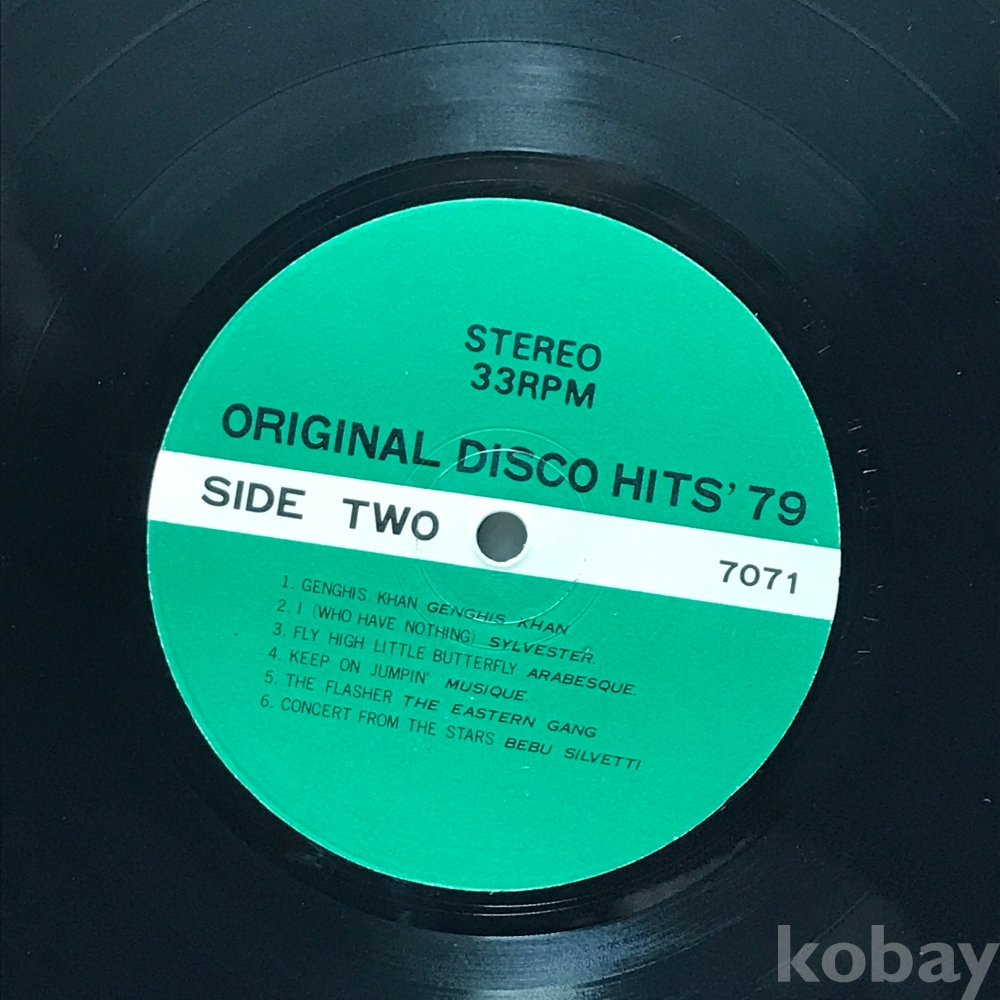 STEREO
33RPM
ORIGINAL DISCO HITS' 79
SIDE TWO
7071
1. GENGHIS KHAN GENGHIS KHAN
2. I (WHO HAVE NOTHING) SYLVESTER.
3. FLY HIGH LITTLE BUTTERFLY ARABESQUE.
4. KEEP ON JUMPIN' MUSIQUE.
5. THE FLASHER THE EASTERN GANG
6. CONCERT FROM THE STARS BEBU SILVETTI
kobay